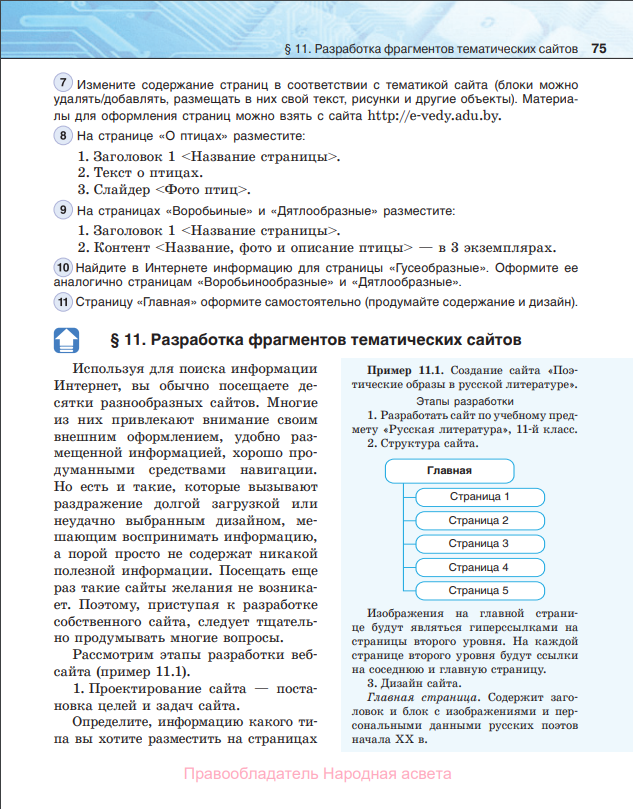 § 11. Разработка фрагментов тематических сайтов 75
7 Измените содержание страниц в соответствии с тематикой сайта (блоки можно
удалять/добавлять, размещать в них свой текст, рисунки и другие объекты). Материа-
лы для оформления страниц можно взять с сайта http://e-vedy.adu.by.
8 На странице «О птицах» разместите:
1. Заголовок 1 <Название страницы>.
2. Текст о птицах.
3. Слайдер <Фото птиц>.
9 На страницах «Воробьиные» и «Дятлообразные» разместите:
1. Заголовок 1 <Название страницы>.
2. Контент <Название, фото и описание птицы> — в 3 экземплярах.
10 Найдите в Интернете информацию для страницы «Гусеобразные». Оформите ее
аналогично страницам «Воробьинообразные» и «Дятлообразные».
11 Страницу «Главная» оформите самостоятельно (продумайте содержание и дизайн).
§ 11. Разработка фрагментов тематических сайтов
Используя для поиска информации
Интернет, вы обычно посещаете де-
сятки разнообразных сайтов. Многие
из них привлекают внимание своим
внешним оформлением, удобно раз-
мещенной информацией, хорошо про-
думанными средствами навигации.
Но есть и такие, которые вызывают
раздражение долгой загрузкой или
неудачно выбранным дизайном, ме-
шающим воспринимать информацию,
а порой просто не содержат никакой
полезной информации. Посещать еще
раз такие сайты желания не возника-
ет. Поэтому, приступая к разработке
собственного сайта, следует тщатель-
но продумывать многие вопросы.
Рассмотрим этапы разработки веб-
сайта (пример 11.1).
1. Проектирование сайта — поста-
новка целей и задач сайта.
Определите, информацию какого ти-
па вы хотите разместить на страницах
Пример 11.1. Создание сайта «Поэ-
тические образы в русской литературе».
Этапы разработки
1. Разработать сайт по учебному пред-
мету «Русская литература», 11-й класс.
2. Структура сайта.
Главная
Страница 1
Страница 2
Страница 3
Страница 4
Страница 5
Изображения на главной страни-
це будут являться гиперссылками на
страницы второго уровня. На каждой
странице второго уровня будут ссылки
на соседнюю и главную страницу.
3. Дизайн сайта.
Главная страница. Содержит заго-
ловок и блок с изображениями и пер-
сональными данными русских поэтов
начала XX в.
Правообладатель Народная асвета